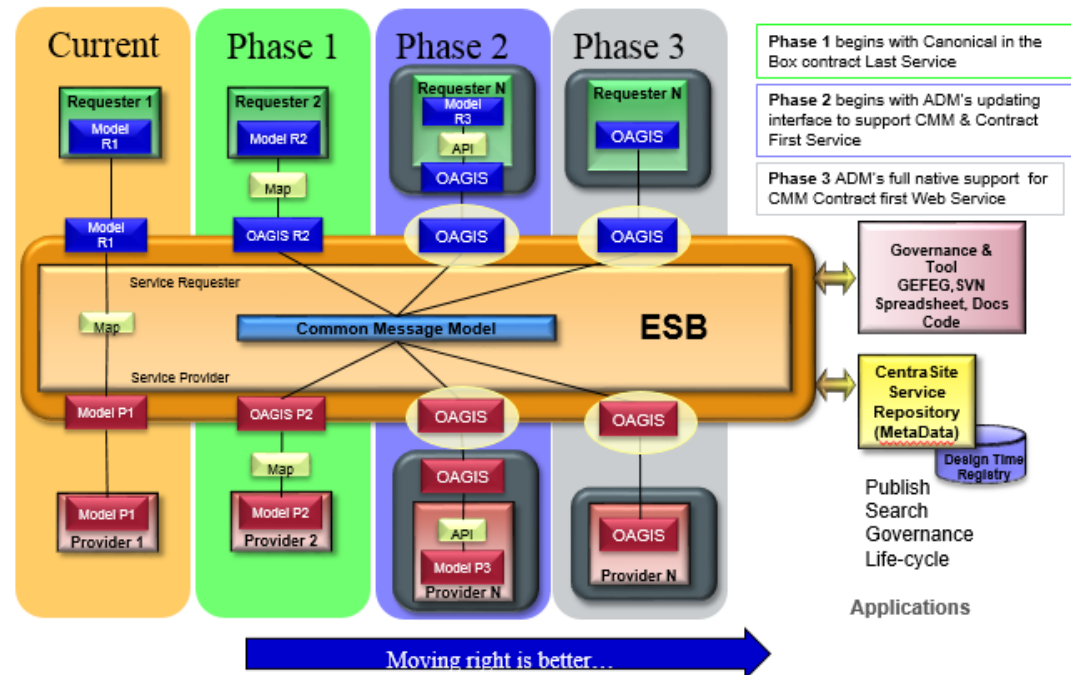 Current
Phase 1
Phase 2
Phase 3
Requester 1
Model
R1
Requester 2
Model R2
Map
Requester N
Model
R3
API
OAGIS
Requester N
OAGIS
Model
R1
OAGIS R2
OAGIS
OAGIS
Service Requester
Map
Common Message Model
ESB
Service Provider
Model P1
OAGIS P2
OAGIS
OAGIS
Model P1
Provider 1
Map
Model P2
Provider 2
OAGIS
API
Model P3
Provider N
OAGIS
Provider N
Phase 1 begins with Canonical in the
Box contract Last Service
Phase 2 begins with ADM's updating
interface to support CMM & Contract
First Service
Phase 3 ADM's full native support for
CMM Contract first Web Service
Governance &
Tool
GEFEG, SVN
Spreadsheet, Docs
Code
CentraSite
Service
Repository
(MetaData)
Design Time
Registry
Publish
Search
Governance
Life-cycle
Applications
Moving right is better…